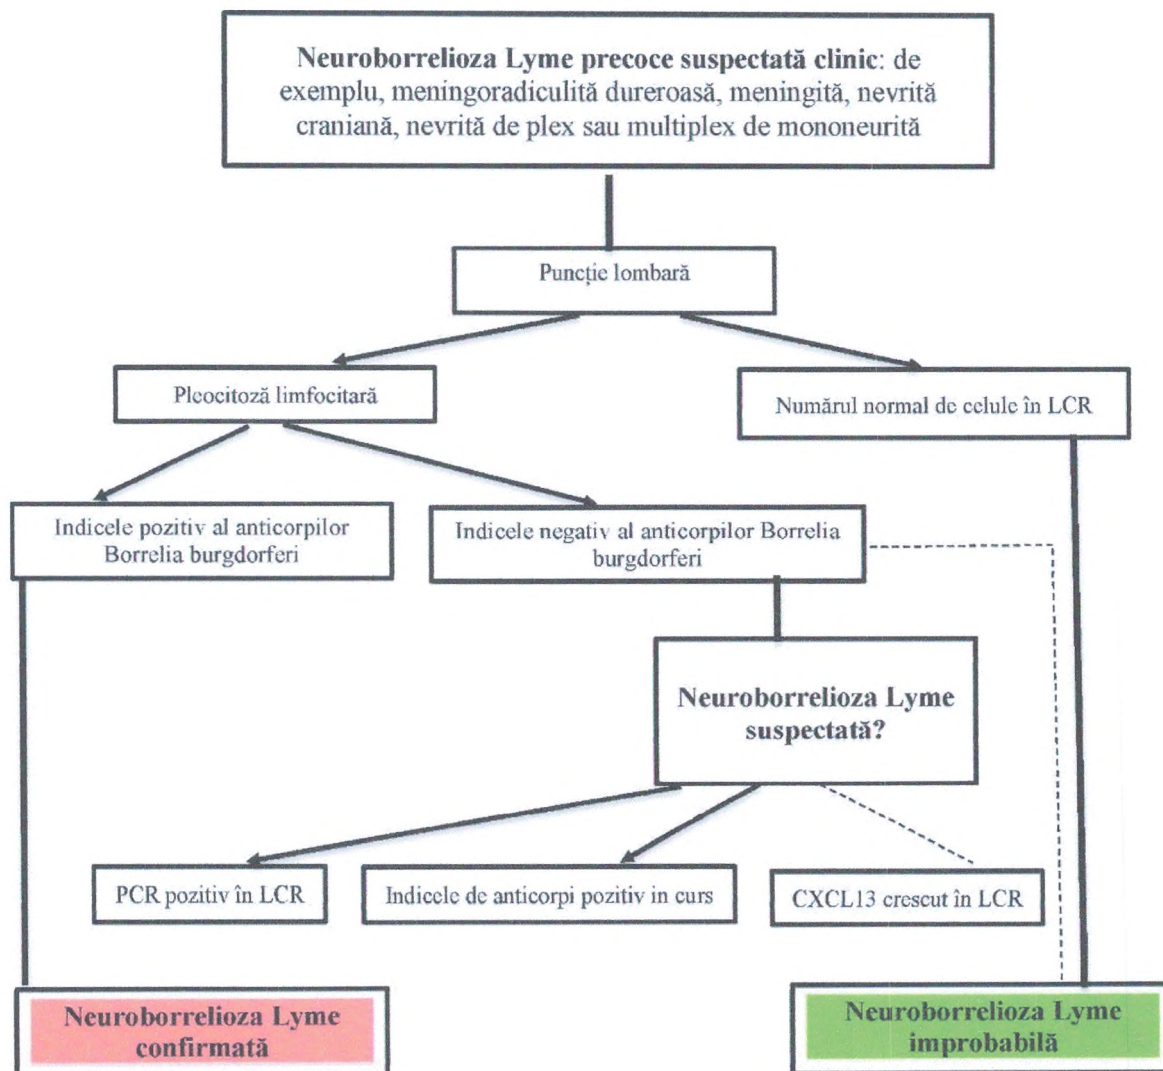 Neuroborrelioza Lyme precoce suspectată clinic: de
exemplu, meningoradiculită dureroasă, meningită, nevrită
craniană, nevrită de plex sau multiplex de mononeurită
Puncție lombară
Pleocitoză limfocitară
Numărul normal de celule în LCR
Indicele pozitiv al anticorpilor
Borrelia burgdorferi
Indicele negativ al anticorpilor Borrelia
burgdorferi
Neuroborrelioza Lyme
suspectată?
PCR pozitiv în LCR
Indicele de anticorpi pozitiv in curs
CXCL13 crescut în LCR
Neuroborrelioza Lyme
confirmată
Neuroborrelioza Lyme
improbabilă